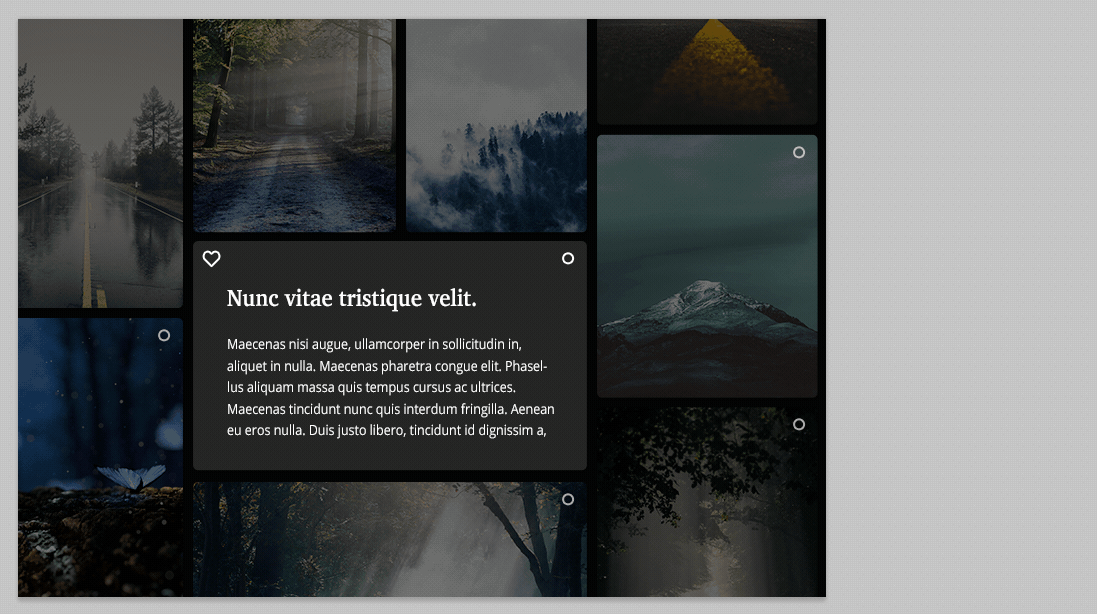 Nunc vitae tristique velit.
Maecenas nisi augue, ullamcorper in sollicitudin in,
aliquet in nulla. Maecenas pharetra congue elit. Phasel-
lus aliquam massa quis tempus cursus ac ultrices.
Maecenas tincidunt nunc quis interdum fringilla. Aenean
eu eros nulla. Duis justo libero, tincidunt id dignissim a,